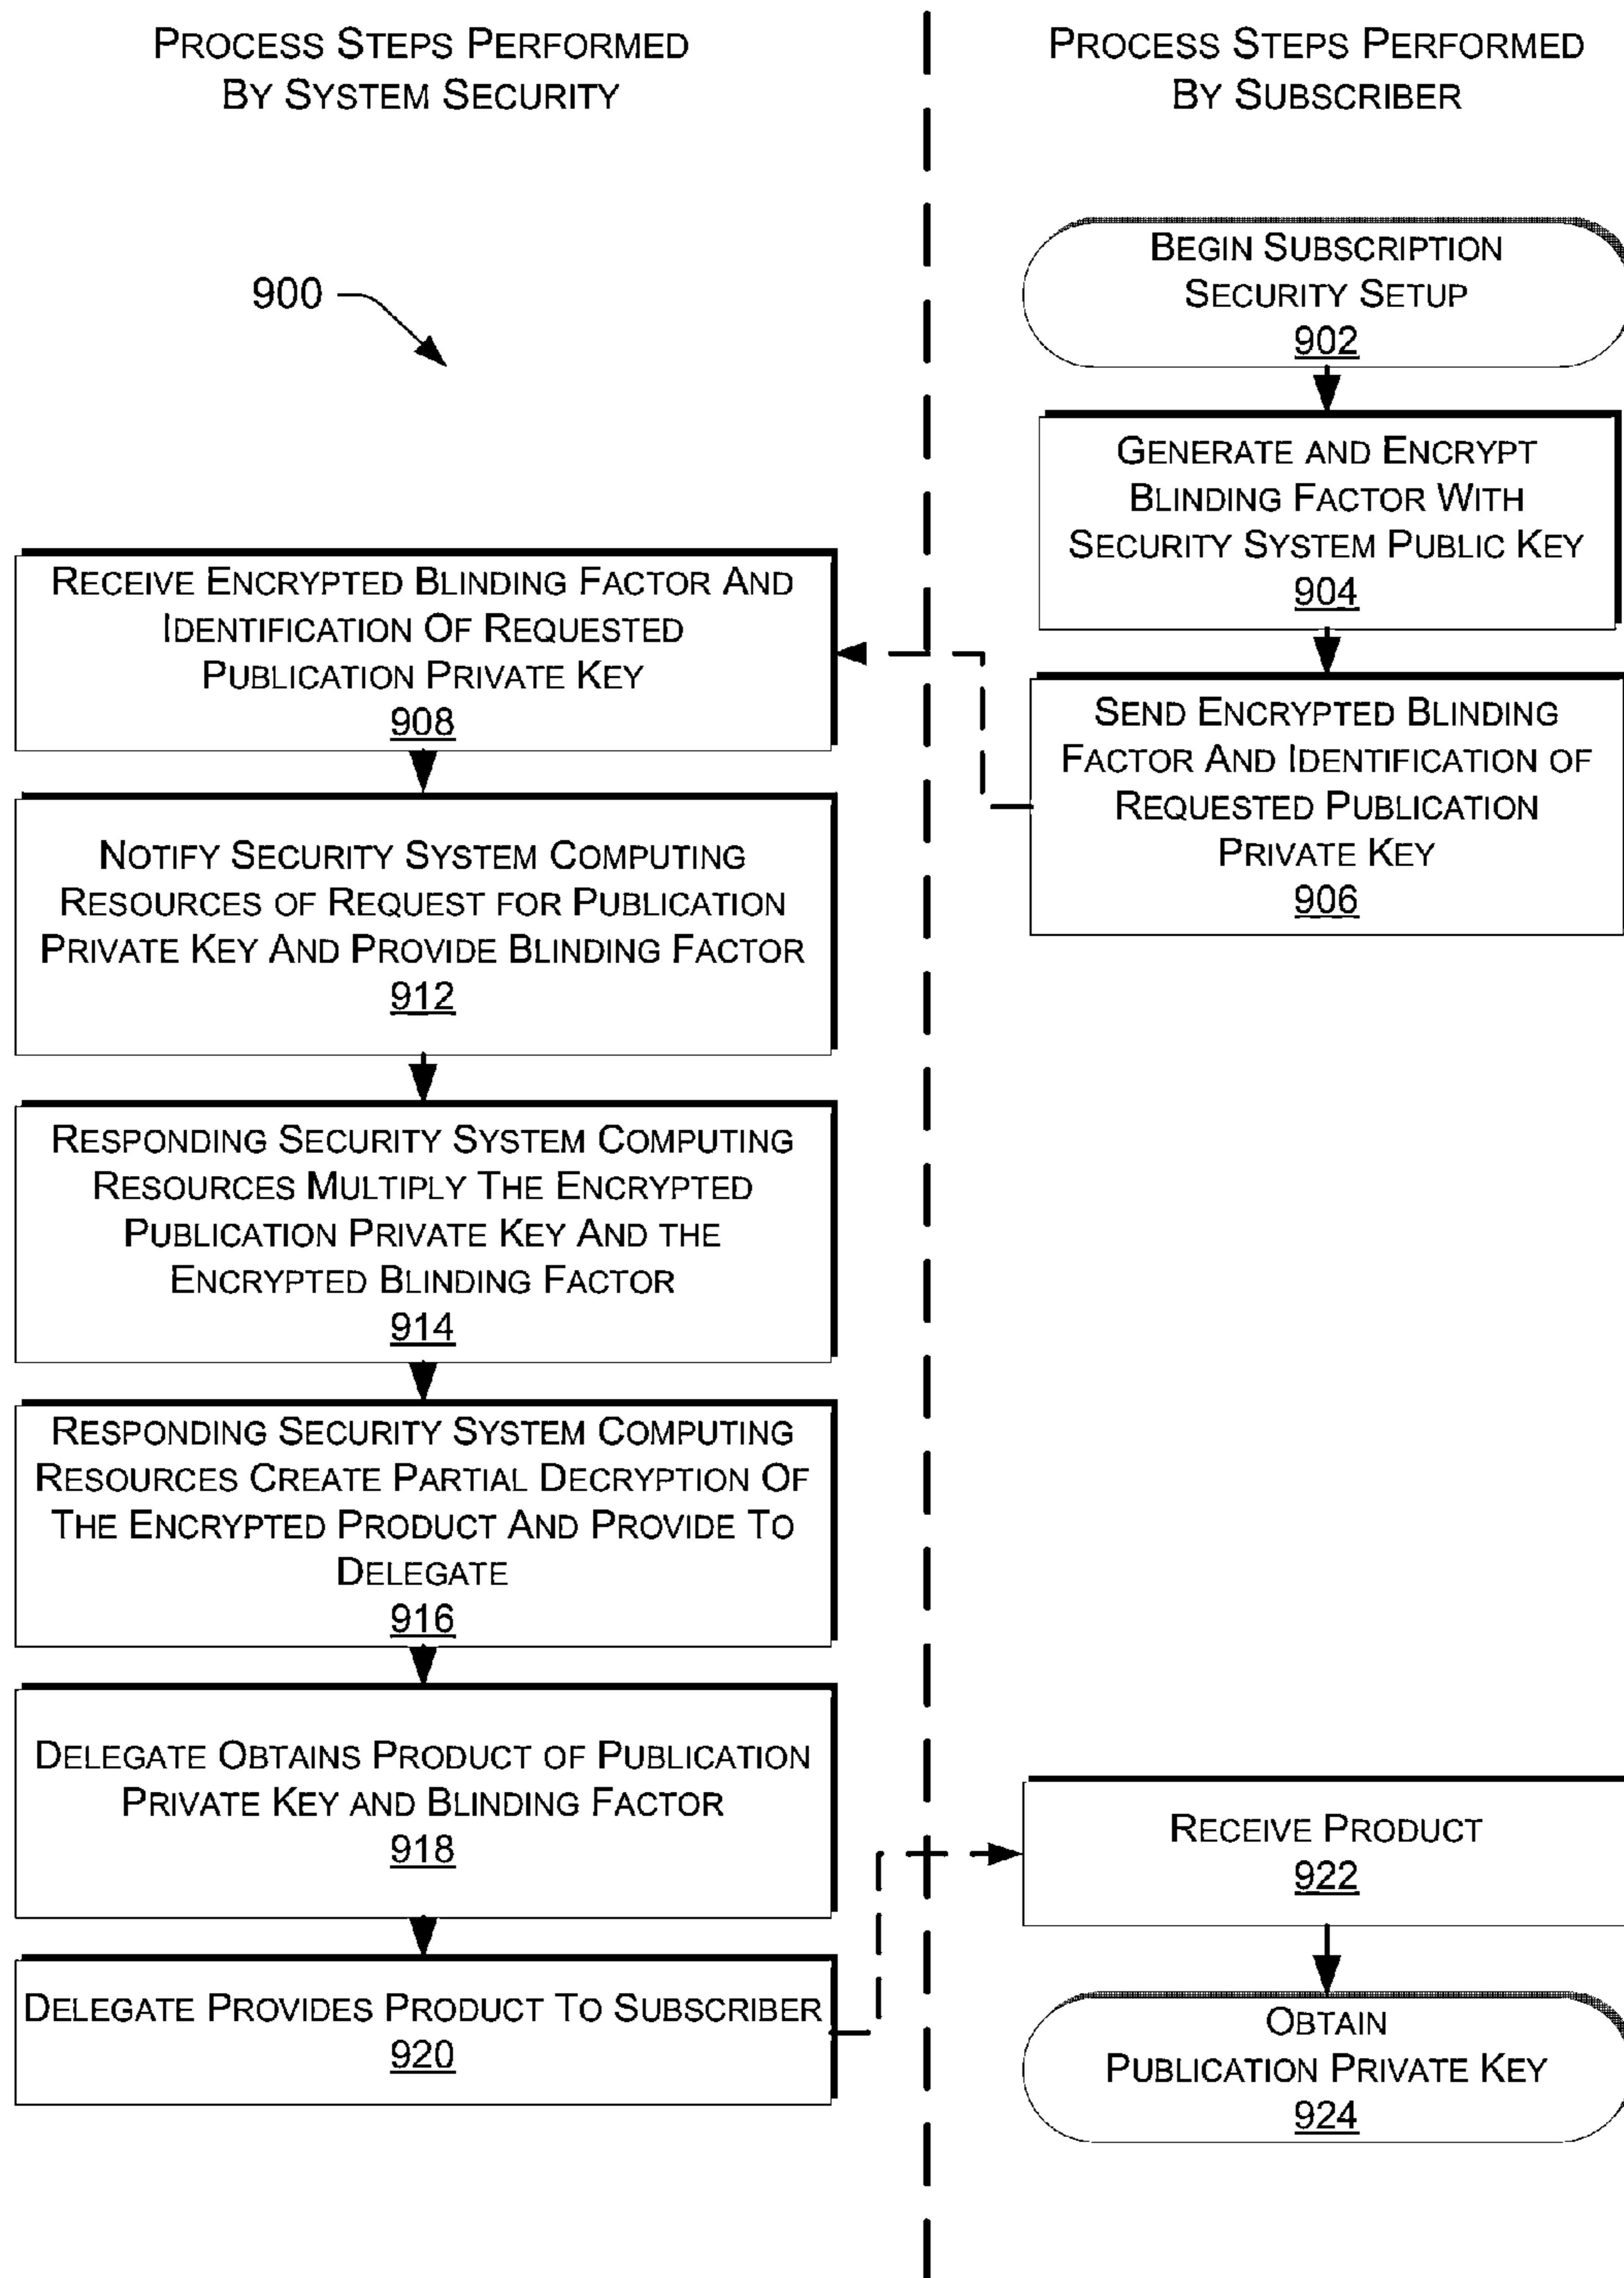 PROCESS STEPS PERFORMED
BY SYSTEM SECURITY
PROCESS STEPS PERFORMED
BY SUBSCRIBER
900
BEGIN SUBSCRIPTION
SECURITY SETUP
902
GENERATE AND ENCRYPT
BLINDING FACTOR WITH
SECURITY SYSTEM PUBLIC KEY
904
SEND ENCRYPTED BLINDING
FACTOR AND IDENTIFICATION OF
REQUESTED PUBLICATION
PRIVATE KEY
906
RECEIVE ENCRYPTED BLINDING FACTOR AND
IDENTIFICATION OF REQUESTED
PUBLICATION PRIVATE KEY
908
NOTIFY SECURITY SYSTEM COMPUTING
RESOURCES OF REQUEST FOR PUBLICATION
PRIVATE KEY AND PROVIDE BLINDING FACTOR
912
RESPONDING SECURITY SYSTEM COMPUTING
RESOURCES MULTIPLY THE ENCRYPTED
PUBLICATION PRIVATE KEY AND THE
ENCRYPTED BLINDING FACTOR
914
RESPONDING SECURITY SYSTEM COMPUTING
RESOURCES CREATE PARTIAL DECRYPTION OF
THE ENCRYPTED PRODUCT AND PROVIDE TO
DELEGATE
916
DELEGATE OBTAINS PRODUCT OF PUBLICATION
PRIVATE KEY AND BLINDING FACTOR
918
DELEGATE PROVIDES PRODUCT TO SUBSCRIBER
920
RECEIVE PRODUCT
922
OBTAIN
PUBLICATION PRIVATE KEY
924